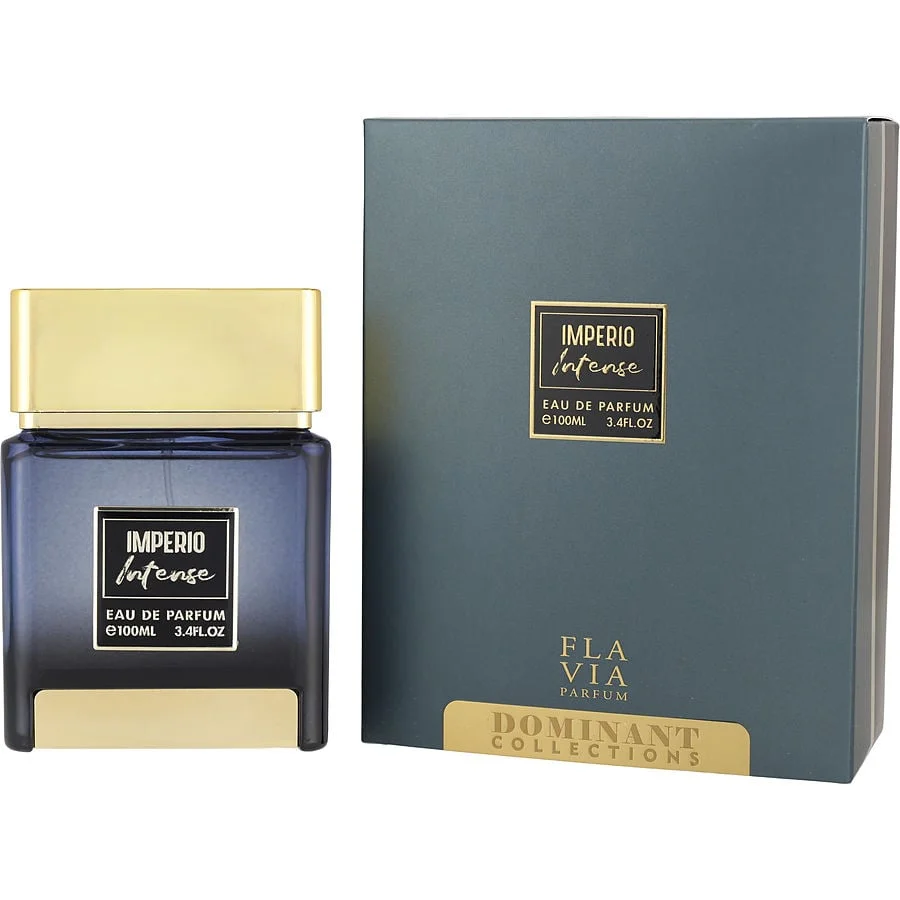 IMPERIO
Intense
EAU DE PARFUM
e100ML 3.4FL.OZ
IMPERIO
Intense
EAU DE PARFUM
e100ML 3.4FL.OZ
FLA
VIA
PARFUM
DOMINANT
COLLECTIONS